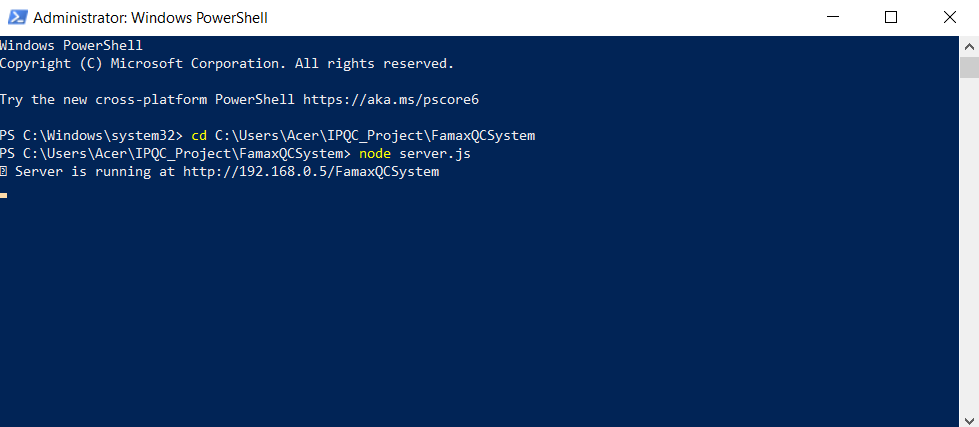 Administrator: Windows PowerShell
Windows PowerShell
Copyright (C) Microsoft Corporation. All rights reserved.
Try the new cross-platform PowerShell https://aka.ms/pscore6
PS C:\Windows\system32> cd C:\Users\Acer\IPQC_Project\FamaxQCSystem
PS C:\Users\Acer\IPQC_Project\FamaxQCSystem> node server.js
Server is running at http://192.168.0.5/FamaxQCSystem